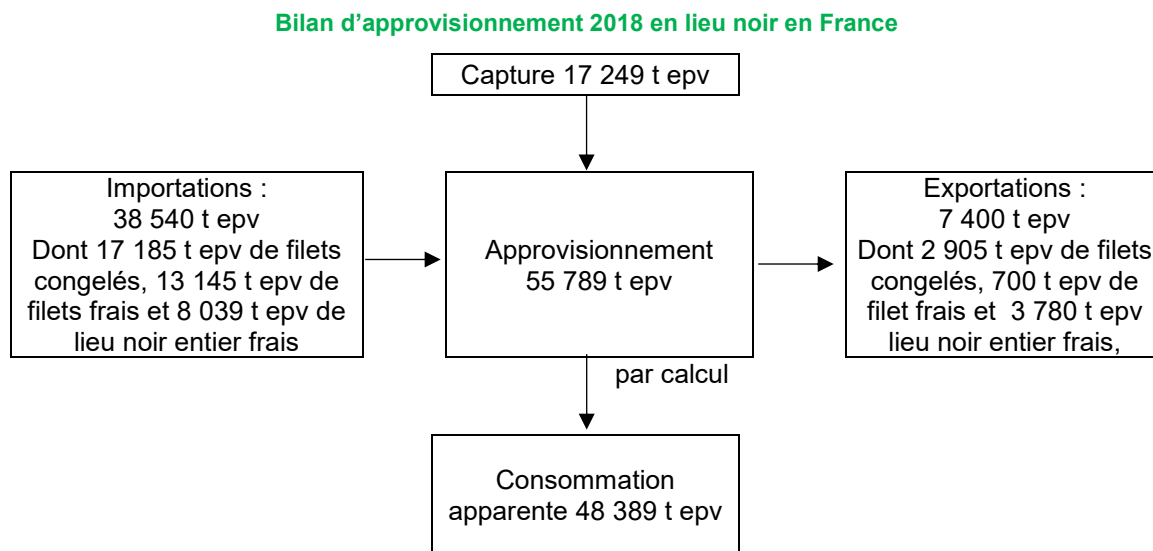 Bilan d’approvisionnement 2018 en lieu noir en France
Capture 17 249 t epv
Importations :
38 540 t epv
Dont 17 185 t epv de filets
congelés, 13 145 t epv de
filets frais et 8 039 t epv de
lieu noir entier frais
Approvisionnement
55 789 t epv
Exportations :
7 400 t epv
Dont 2 905 t epv de filets
congelés, 700 t epv de
filet frais et 3 780 t epv
lieu noir entier frais,
par calcul
Consommation
apparente 48 389 t epv